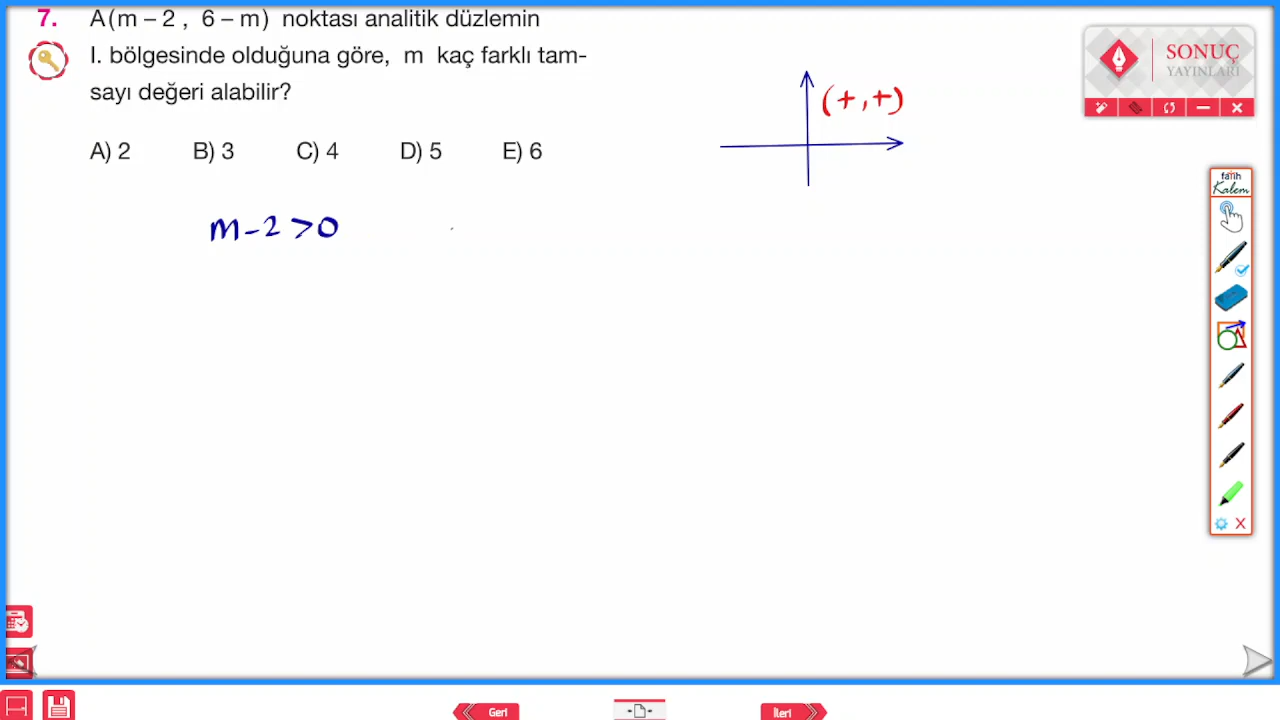 7. A(m – 2 , 6 – m) noktası analitik düzlemin
I. bölgesinde olduğuna göre, m kaç farklı tam-
sayı değeri alabilir?
A) 2 B) 3 C) 4 D) 5 E) 6
(+,+)
m-2>0
SONUÇ
YAYINLARI
fatih
Kalem
Geri
İleri